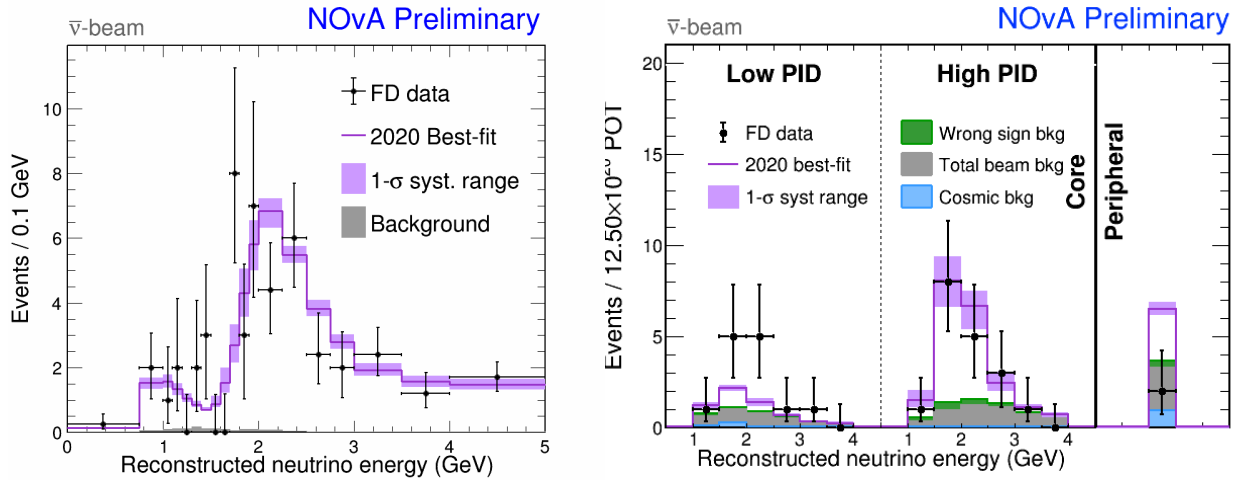 ν̅-beam
NOvA Preliminary
FD data
2020 Best-fit
1-σ syst. range
Background
Events / 0.1 GeV
10
8
6
4
2
0
0 1 2 3 4 5
Reconstructed neutrino energy (GeV)
ν̅-beam
NOvA Preliminary
Low PID
High PID
FD data
2020 best-fit
1-σ syst range
Wrong sign bkg
Total beam bkg
Cosmic bkg
Core
Peripheral
Events / 12.50×10²⁰ POT
20
15
10
5
0
1 2 3 4 1 2 3 4
Reconstructed neutrino energy (GeV)